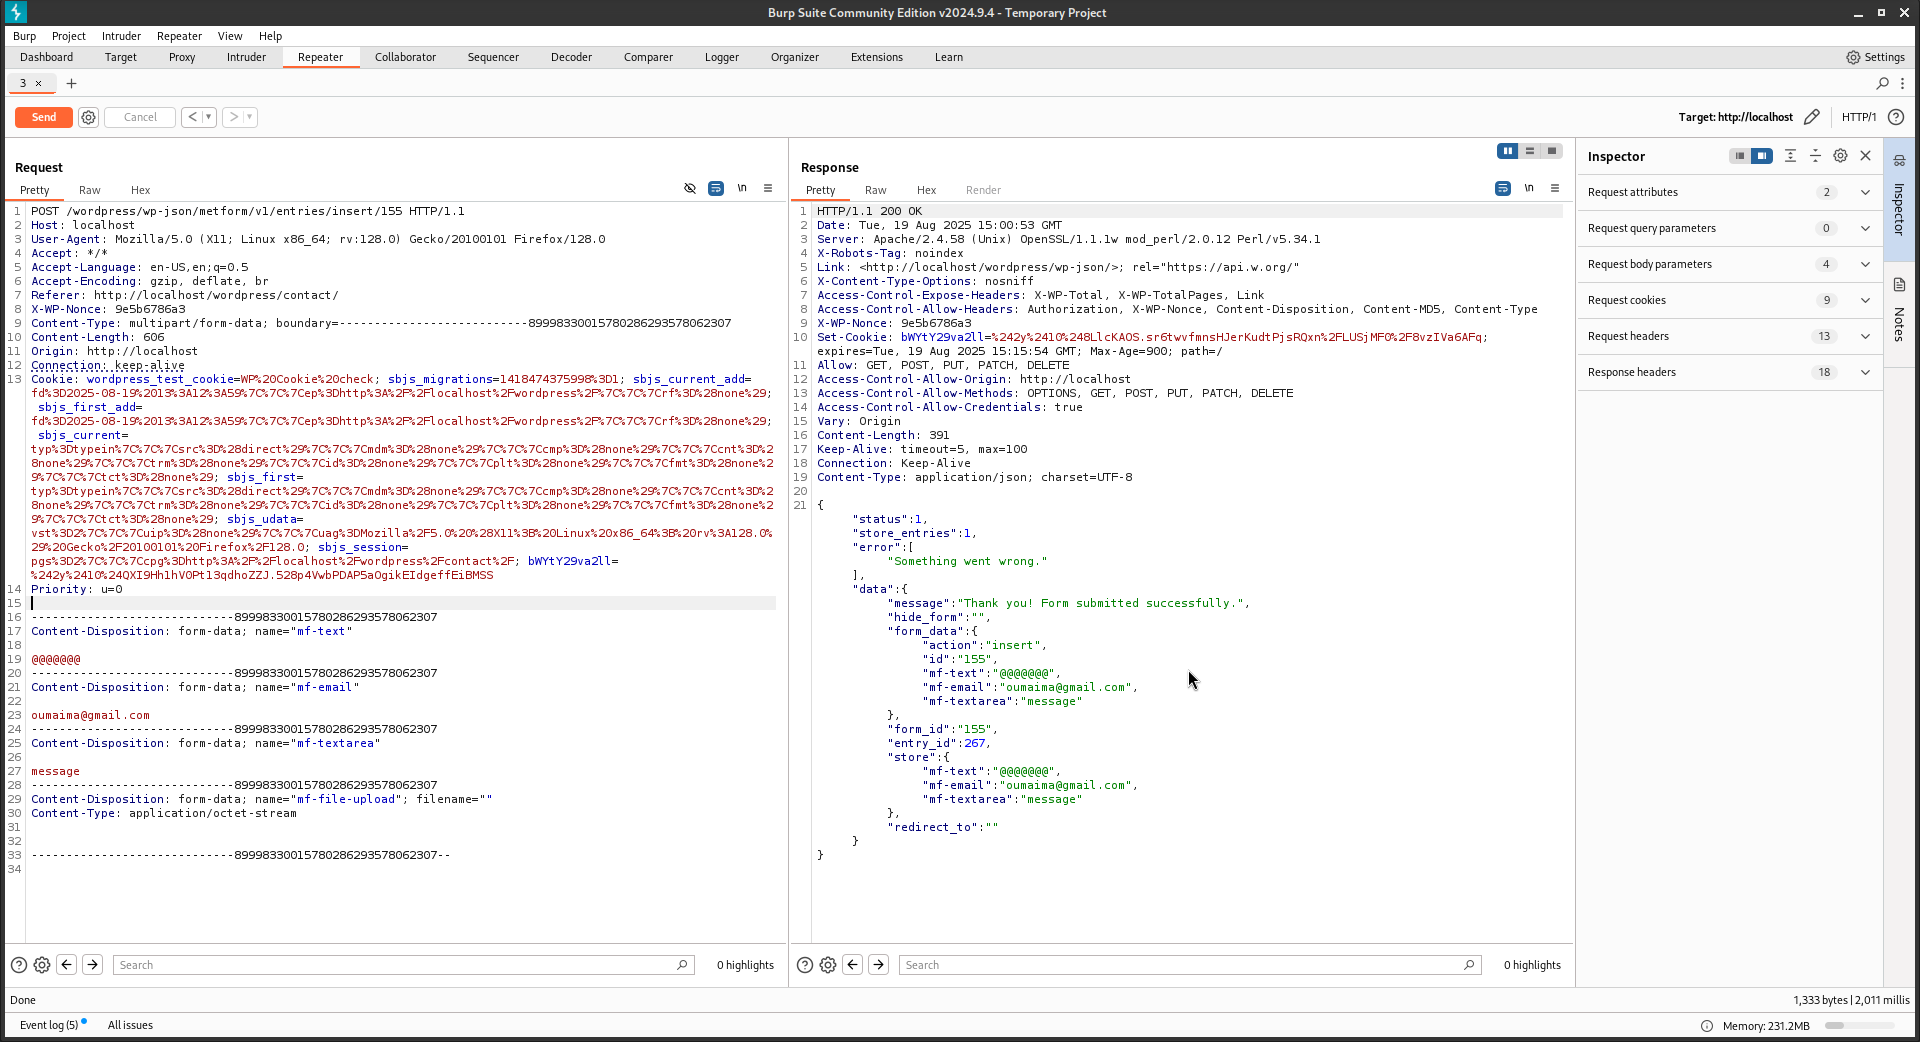 Burp Suite Community Edition v2024.9.4 - Temporary Project
Burp Project Intruder Repeater View Help
Dashboard Target Proxy Intruder Repeater Collaborator Sequencer Decoder Comparer Logger Organizer Extensions Learn Settings
3 × +
Send Cancel < > Target: http://localhost HTTP/1 ?
Request
Pretty Raw Hex \n
1 POST /wordpress/wp-json/metform/v1/entries/insert/155 HTTP/1.1
2 Host: localhost
3 User-Agent: Mozilla/5.0 (X11; Linux x86_64; rv:128.0) Gecko/20100101 Firefox/128.0
4 Accept: */*
5 Accept-Language: en-US,en;q=0.5
6 Accept-Encoding: gzip, deflate, br
7 Referer: http://localhost/wordpress/contact/
8 X-WP-Nonce: 9e5b6786a3
9 Content-Type: multipart/form-data; boundary=---------------------------899983300157802862935780​62307
10 Content-Length: 606
11 Origin: http://localhost
12 Connection: keep-alive
13 Cookie: wordpress_test_cookie=WP%20Cookie%20check; sbjs_migrations=1418474375998%3D1; sbjs_current_add=
fd%3D2025-08-19%2013%3A12%3A59%7C%7C%7Cep%3Dhttp%3A%2F%2Flocalhost%2Fwordpress%2F%7C%7C%7Crf%3D%28none%29;
sbjs_first_add=
fd%3D2025-08-19%2013%3A12%3A59%7C%7C%7Cep%3Dhttp%3A%2F%2Flocalhost%2Fwordpress%2F%7C%7C%7Crf%3D%28none%29;
sbjs_current=
typ%3Dtypein%7C%7C%7Csrc%3D%28direct%29%7C%7C%7Cmdm%3D%28none%29%7C%7C%7Ccmp%3D%28none%29%7C%7C%7Ccnt%3D%2
8none%29%7C%7C%7Ctrm%3D%28none%29%7C%7C%7Cid%3D%28none%29%7C%7C%7Cplt%3D%28none%29%7C%7C%7Cfmt%3D%28none%2
9%7C%7C%7Ctct%3D%28none%29; sbjs_first=
typ%3Dtypein%7C%7C%7Csrc%3D%28direct%29%7C%7C%7Cmdm%3D%28none%29%7C%7C%7Ccmp%3D%28none%29%7C%7C%7Ccnt%3D%2
8none%29%7C%7C%7Ctrm%3D%28none%29%7C%7C%7Cid%3D%28none%29%7C%7C%7Cplt%3D%28none%29%7C%7C%7Cfmt%3D%28none%2
9%7C%7C%7Ctct%3D%28none%29; sbjs_udata=
vst%3D2%7C%7C%7Cuip%3D%28none%29%7C%7C%7Cuag%3DMozilla%2F5.0%20%28X11%3B%20Linux%20x86_64%3B%20rv%3A128.0%
29%20Gecko%2F20100101%20Firefox%2F128.0; sbjs_session=
pgs%3D2%7C%7C%7Ccpg%3Dhttp%3A%2F%2Flocalhost%2Fwordpress%2Fcontact%2F; bWYtY29va2ll=
%242y%2410%24QXI9Hh1hV0Pt13qdhoZZJ.528p4VwbPDAP5aOgikEIdgeffEiBMSS
14 Priority: u=0
15
16 -----------------------------89998330015780286293578062307
17 Content-Disposition: form-data; name="mf-text"
18
19 @@@@@@@
20 -----------------------------89998330015780286293578062307
21 Content-Disposition: form-data; name="mf-email"
22
23 oumaima@gmail.com
24 -----------------------------89998330015780286293578062307
25 Content-Disposition: form-data; name="mf-textarea"
26
27 message
28 -----------------------------89998330015780286293578062307
29 Content-Disposition: form-data; name="mf-file-upload"; filename=""
30 Content-Type: application/octet-stream
31
32
33 -----------------------------89998330015780286293578062307--
34
Search 0 highlights
Response
Pretty Raw Hex Render \n
1 HTTP/1.1 200 OK
2 Date: Tue, 19 Aug 2025 15:00:53 GMT
3 Server: Apache/2.4.58 (Unix) OpenSSL/1.1.1w mod_perl/2.0.12 Perl/v5.34.1
4 X-Robots-Tag: noindex
5 Link: <http://localhost/wordpress/wp-json/>; rel="https://api.w.org/"
6 X-Content-Type-Options: nosniff
7 Access-Control-Expose-Headers: X-WP-Total, X-WP-TotalPages, Link
8 Access-Control-Allow-Headers: Authorization, X-WP-Nonce, Content-Disposition, Content-MD5, Content-Type
9 X-WP-Nonce: 9e5b6786a3
10 Set-Cookie: bWYtY29va2ll=%242y%2410%248LlcKAOS.sr6twvfmnsHJerKudtPjsRQxn%2FLUSjMF0%2F8vzIVa6AFq;
expires=Tue, 19 Aug 2025 15:15:54 GMT; Max-Age=900; path=/
11 Allow: GET, POST, PUT, PATCH, DELETE
12 Access-Control-Allow-Origin: http://localhost
13 Access-Control-Allow-Methods: OPTIONS, GET, POST, PUT, PATCH, DELETE
14 Access-Control-Allow-Credentials: true
15 Vary: Origin
16 Content-Length: 391
17 Keep-Alive: timeout=5, max=100
18 Connection: Keep-Alive
19 Content-Type: application/json; charset=UTF-8
20
21 {
"status":1,
"store_entries":1,
"error":[
"Something went wrong."
],
"data":{
"message":"Thank you! Form submitted successfully.",
"hide_form":"",
"form_data":{
"action":"insert",
"id":"155",
"mf-text":"@@@@@@@",
"mf-email":"oumaima@gmail.com",
"mf-textarea":"message"
},
"form_id":"155",
"entry_id":267,
"store":{
"mf-text":"@@@@@@@",
"mf-email":"oumaima@gmail.com",
"mf-textarea":"message"
},
"redirect_to":""
}
}
Search 0 highlights
Inspector
Request attributes 2
Request query parameters 0
Request body parameters 4
Request cookies 9
Request headers 13
Response headers 18
Inspector
Notes
Done 1,333 bytes | 2,011 millis
Event log (5) All issues Memory: 231.2MB